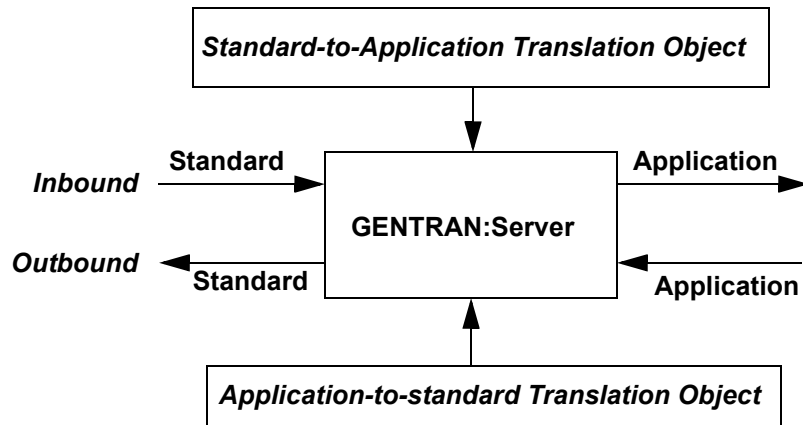 Standard-to-Application Translation Object
Standard
Application
Inbound
GENTRAN:Server
Outbound
Standard
Application
Application-to-standard Translation Object